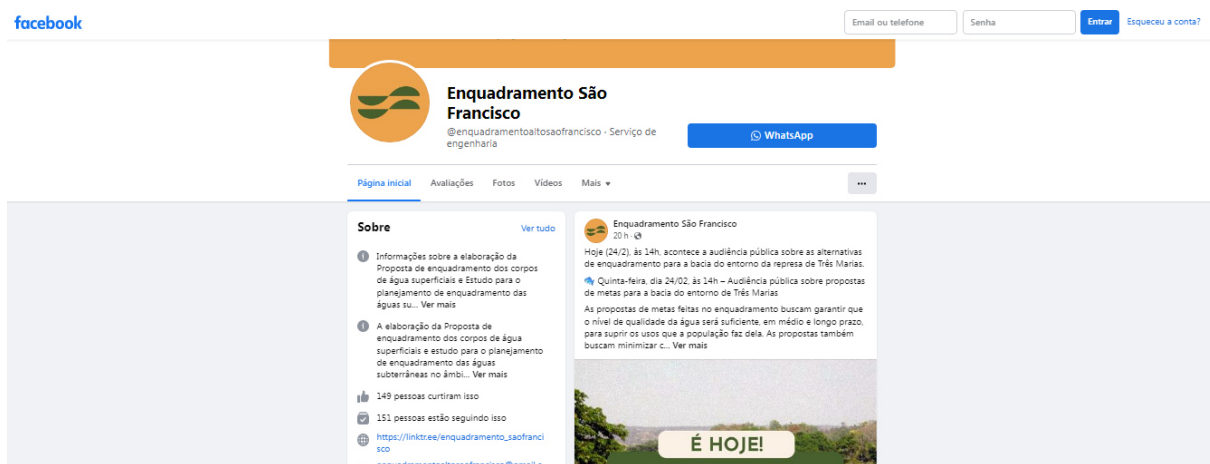 facebook
Email ou telefone
Senha
Entrar
Esqueceu a conta?
Enquadramento São
Francisco
@enquadramentoaltosaofrancisco · Serviço de
engenharia
WhatsApp
Página inicial
Avaliações
Fotos
Vídeos
Mais
Sobre
Ver tudo
Informações sobre a elaboração da
Proposta de enquadramento dos corpos
de água superficiais e Estudo para o
planejamento de enquadramento das
águas su... Ver mais
A elaboração da Proposta de
enquadramento dos corpos de água
superficiais e estudo para o planejamento
de enquadramento das águas
subterrâneas no âmbi... Ver mais
149 pessoas curtiram isso
151 pessoas estão seguindo isso
https://linktr.ee/enquadramento_saofranci
sco
Enquadramento São Francisco
20 h ·
Hoje (24/2), às 14h, acontece a audiência pública sobre as alternativas
de enquadramento para a bacia do entorno da represa de Três Marias.
Quinta-feira, dia 24/02, às 14h – Audiência pública sobre propostas
de metas para a bacia do entorno de Três Marias
As propostas de metas feitas no enquadramento buscam garantir que
o nível de qualidade da água será suficiente, em médio e longo prazo,
para suprir os usos que a população faz dela. As propostas também
buscam minimizar c... Ver mais
É HOJE!